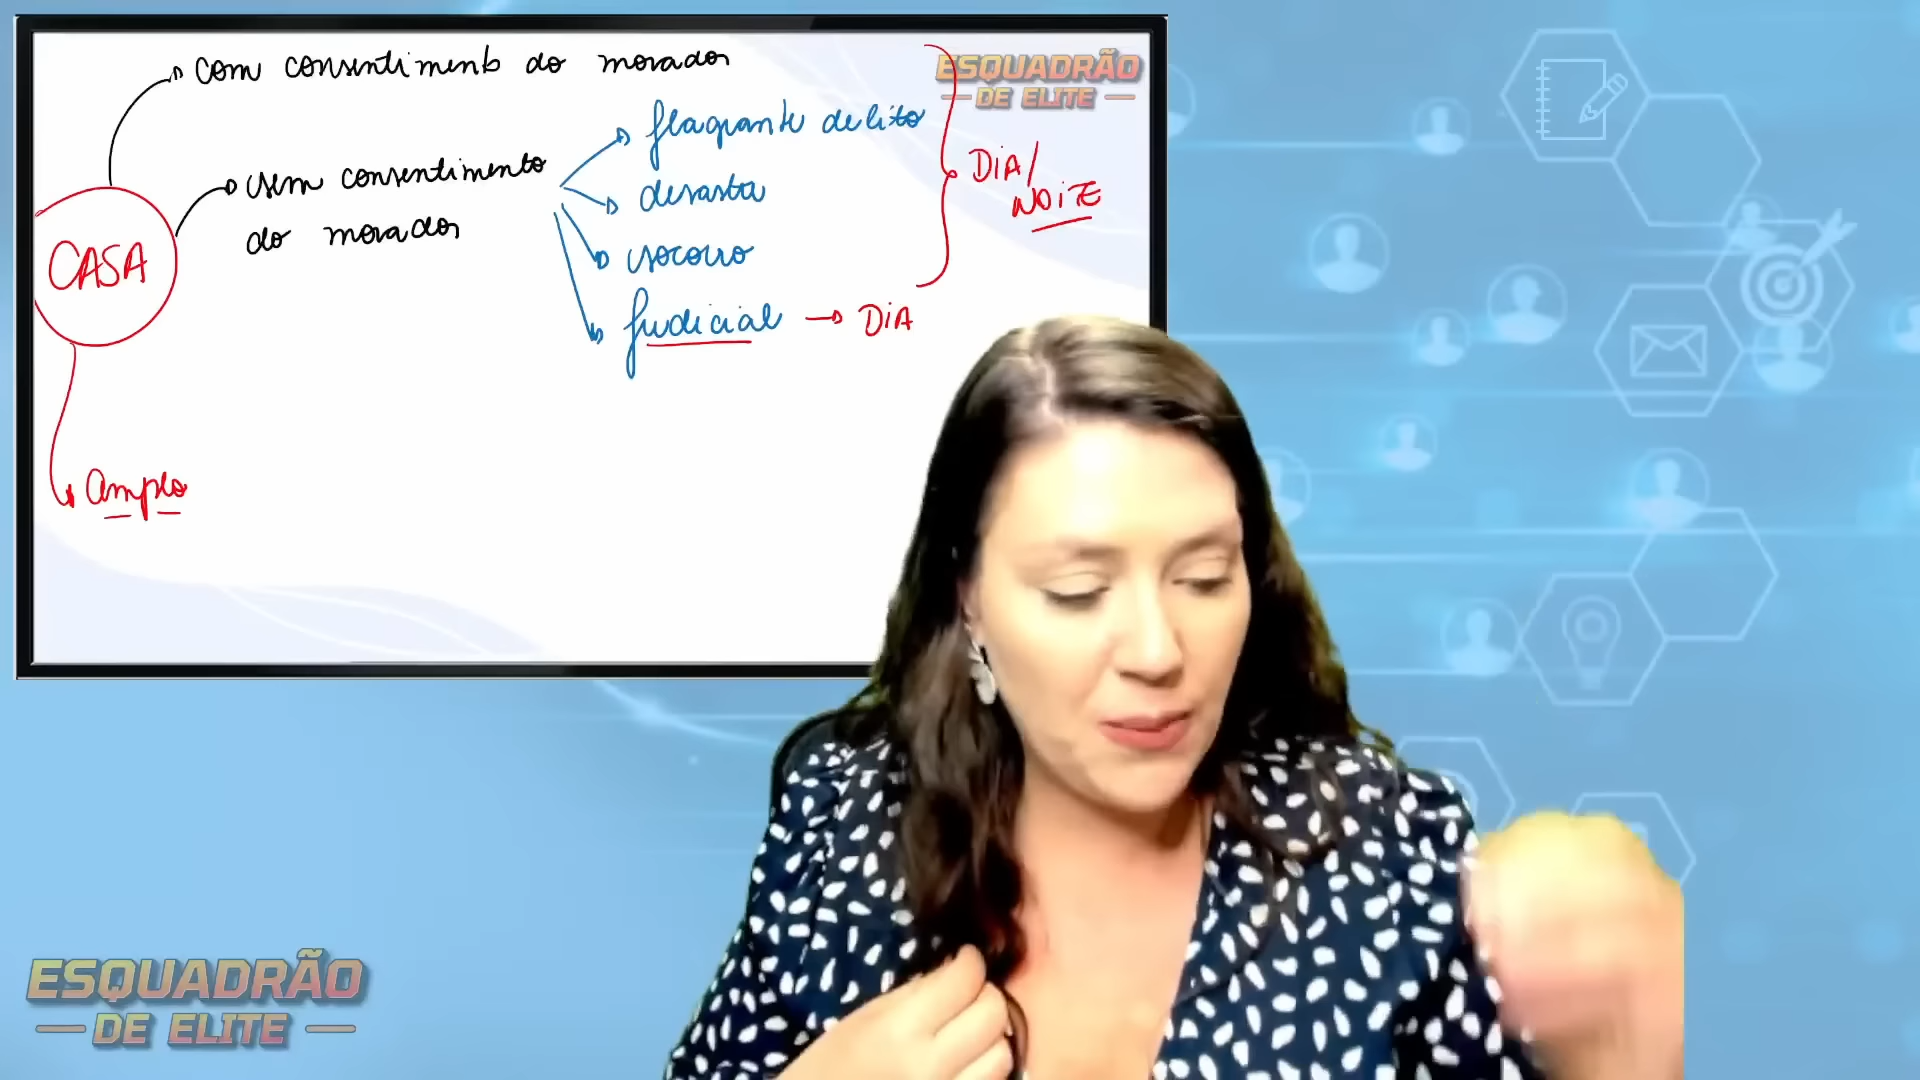 com consentimento do morador
ESQUADRÃO
DE ELITE
flagrante delito
sem consentimento
do morador
DIA/
NOITE
desastre
socorro
CASA
Judicial → DIA
amplo
ESQUADRÃO
DE ELITE